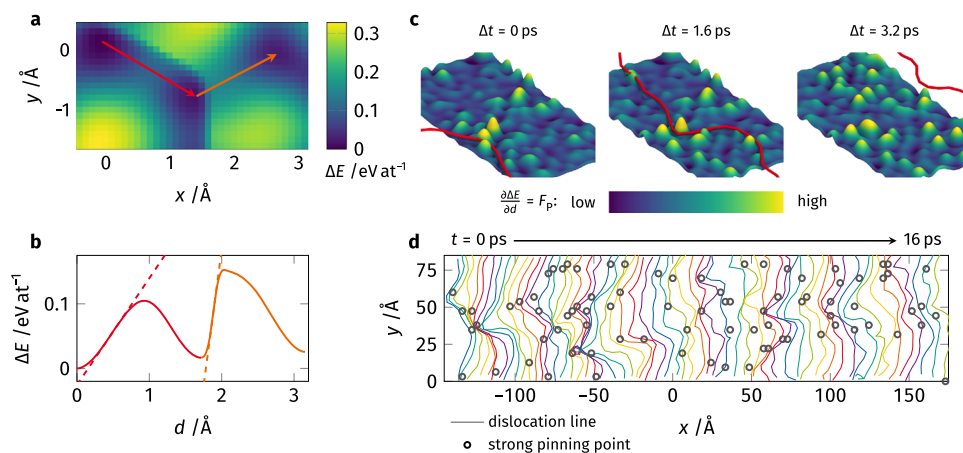 a
0
-1
y /Å
0
1
2
3
x /Å
0.3
0.2
0.1
0
ΔE /eV at⁻¹
b
0.1
0
ΔE /eV at⁻¹
0
1
2
3
d /Å
c
Δt = 0 ps
Δt = 1.6 ps
Δt = 3.2 ps
∂ΔE/∂d = F_P: low high
d
t = 0 ps
16 ps
75
50
25
0
y /Å
−100
−50
0
50
100
150
x /Å
dislocation line
strong pinning point